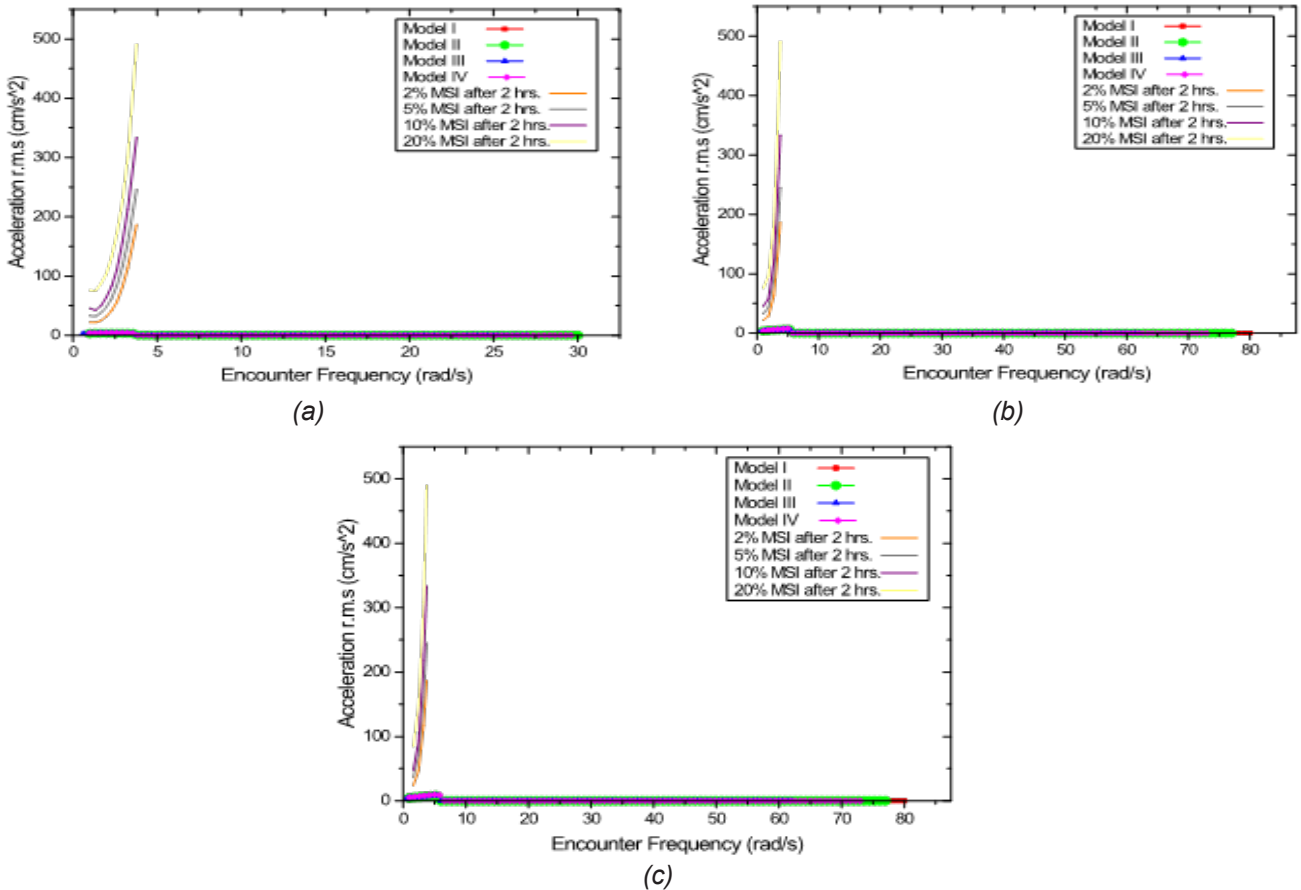 500
400
300
200
100
0
Acceleration r.m.s (cm/s^2)
Model I
Model II
Model III
Model IV
2% MSI after 2 hrs.
5% MSI after 2 hrs.
10% MSI after 2 hrs.
20% MSI after 2 hrs.
0 5 10 15 20 25 30
Encounter Frequency (rad/s)
(a)
500
400
300
200
100
0
Acceleration r.m.s (cm/s^2)
Model I
Model II
Model III
Model IV
2% MSI after 2 hrs.
5% MSI after 2 hrs.
10% MSI after 2 hrs.
20% MSI after 2 hrs.
0 10 20 30 40 50 60 70 80
Encounter Frequency (rad/s)
(b)
500
400
300
200
100
0
Acceleration r.m.s (cm/s^2)
Model I
Model II
Model III
Model IV
2% MSI after 2 hrs.
5% MSI after 2 hrs.
10% MSI after 2 hrs.
20% MSI after 2 hrs.
0 10 20 30 40 50 60 70 80
Encounter Frequency (rad/s)
(c)